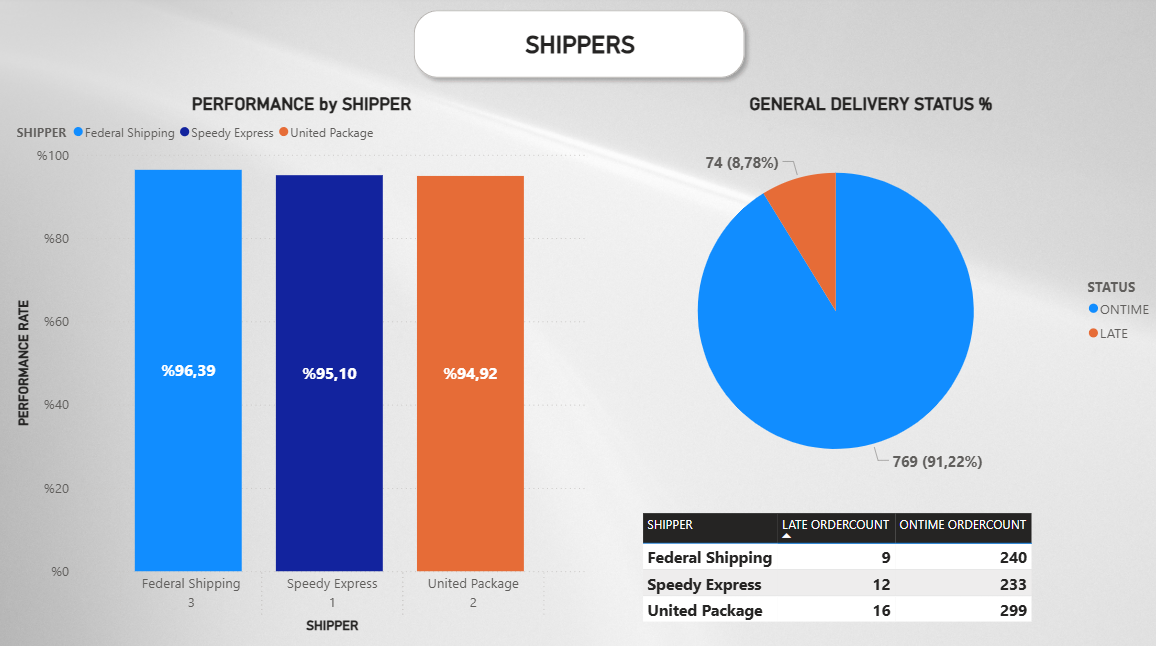 SHIPPERS
PERFORMANCE by SHIPPER
SHIPPER Federal Shipping Speedy Express United Package
%100
%80
%60
%40
%20
%0
PERFORMANCE RATE
%96,39
%95,10
%94,92
Federal Shipping Speedy Express United Package
3 1 2
SHIPPER
GENERAL DELIVERY STATUS %
74 (8,78%)
769 (91,22%)
STATUS
ONTIME
LATE
SHIPPER LATE ORDERCOUNT ONTIME ORDERCOUNT
Federal Shipping 9 240
Speedy Express 12 233
United Package 16 299